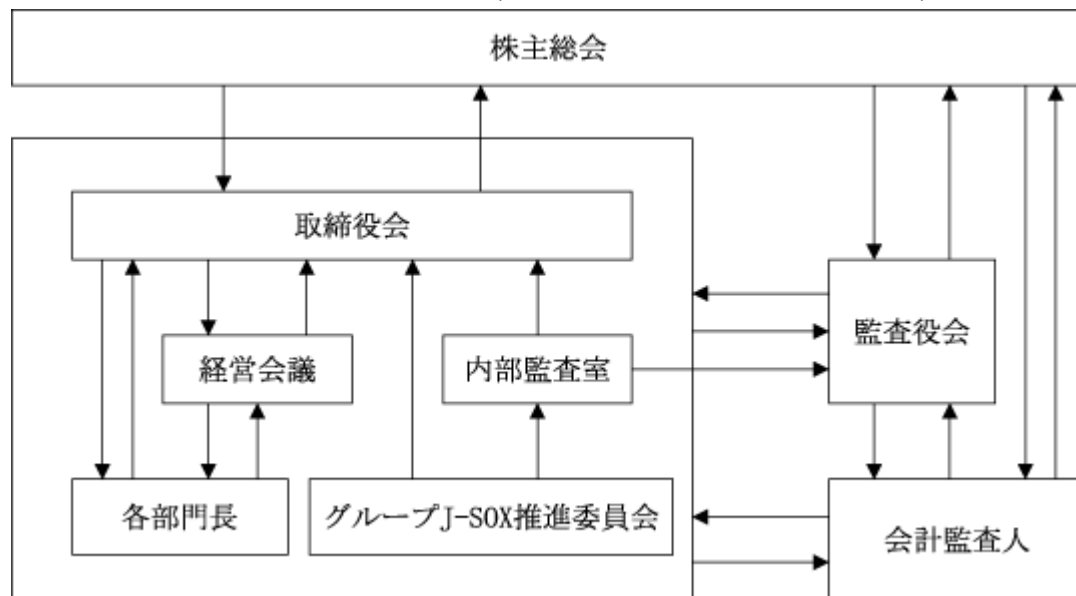 株主総会
取締役会
監査役会
経営会議
内部監査室
各部門長
グループJ-SOX推進委員会
会計監査人